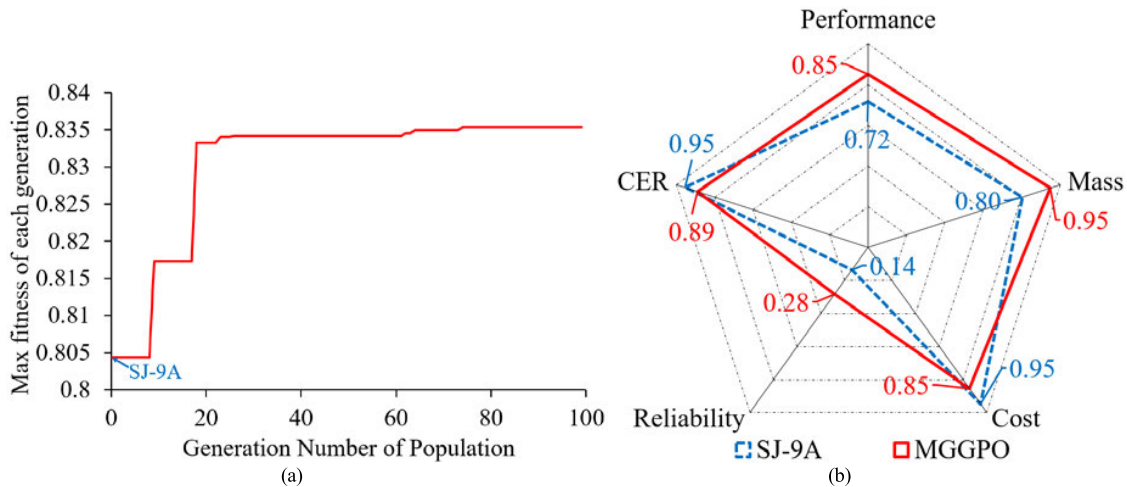 Max fitness of each generation
0.84
0.835
0.83
0.825
0.82
0.815
0.81
0.805
0.8
SJ-9A
0
20
40
60
80
100
Generation Number of Population
(a)
Performance
0.85
0.72
0.95
CER
0.89
Mass
0.80
0.95
0.14
0.28
0.85
0.95
Reliability
Cost
SJ-9A MGGPO
(b)